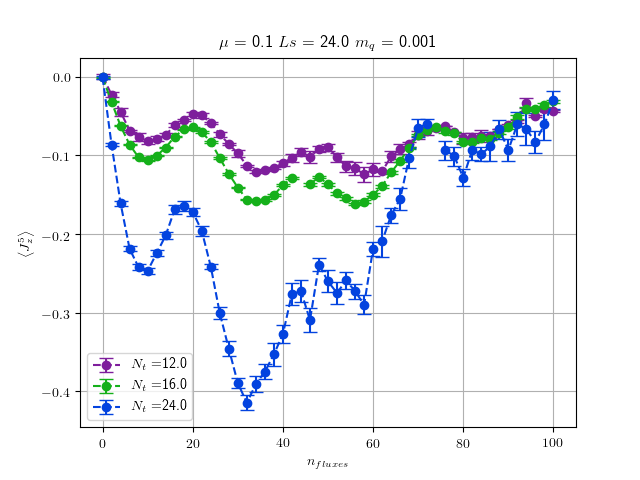 μ = 0.1 Ls = 24.0 m_q = 0.001
0.0
−0.1
−0.2
−0.3
−0.4
⟨J_z^5⟩
N_t =12.0
N_t =16.0
N_t =24.0
0 20 40 60 80 100
n_fluxes